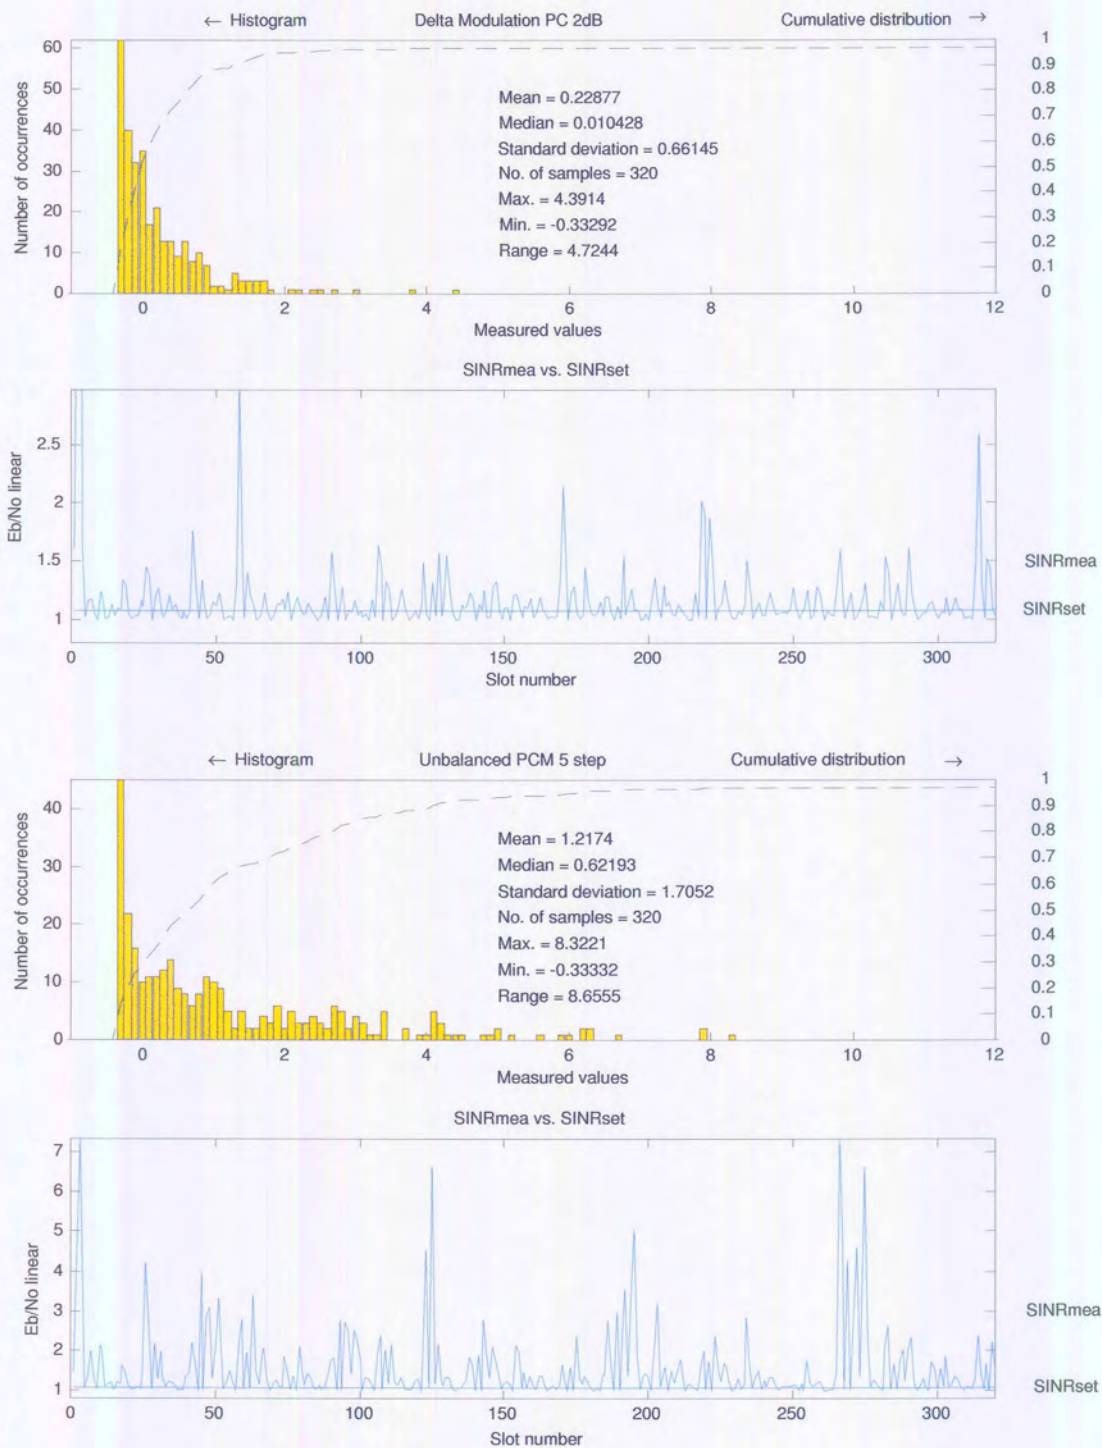 ← Histogram Delta Modulation PC 2dB Cumulative distribution →
60
50
40
30
20
10
0
Number of occurrences
Mean = 0.22877
Median = 0.010428
Standard deviation = 0.66145
No. of samples = 320
Max. = 4.3914
Min. = -0.33292
Range = 4.7244
1
0.9
0.8
0.7
0.6
0.5
0.4
0.3
0.2
0.1
0
0 2 4 6 8 10 12
Measured values
SINRmea vs. SINRset
Eb/No linear
2.5
2
1.5
1
SINRmea
SINRset
0 50 100 150 200 250 300
Slot number
← Histogram Unbalanced PCM 5 step Cumulative distribution →
40
30
20
10
0
Number of occurrences
Mean = 1.2174
Median = 0.62193
Standard deviation = 1.7052
No. of samples = 320
Max. = 8.3221
Min. = -0.33332
Range = 8.6555
1
0.9
0.8
0.7
0.6
0.5
0.4
0.3
0.2
0.1
0
0 2 4 6 8 10 12
Measured values
SINRmea vs. SINRset
Eb/No linear
7
6
5
4
3
2
1
SINRmea
SINRset
0 50 100 150 200 250 300
Slot number